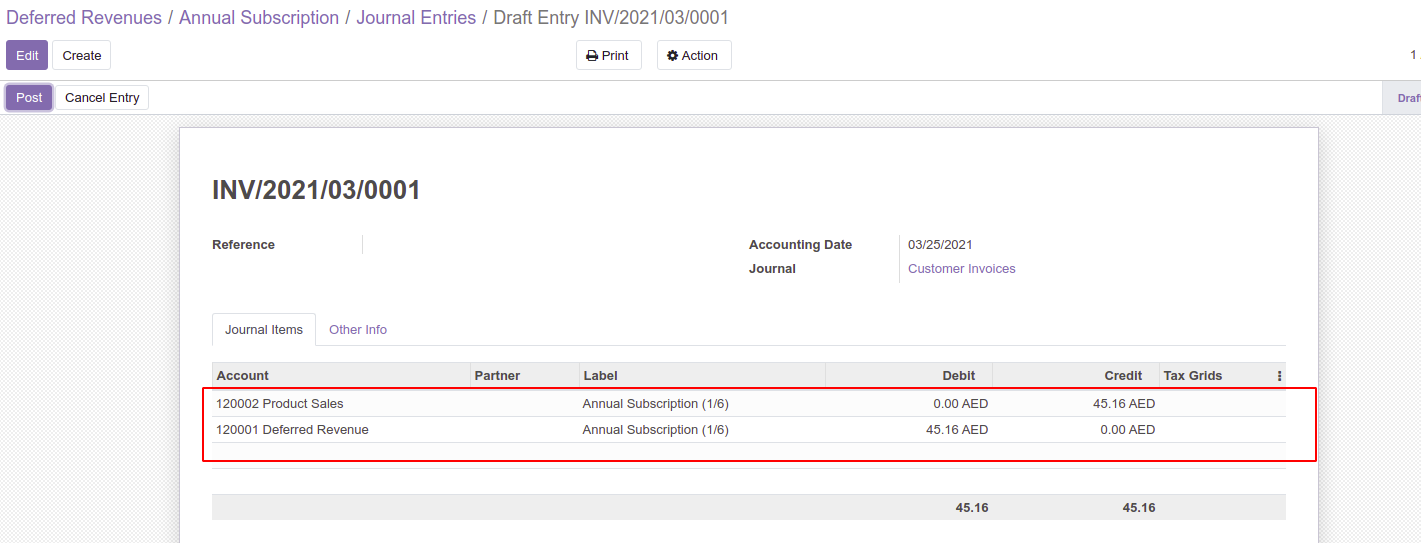 Deferred Revenues / Annual Subscription / Journal Entries / Draft Entry INV/2021/03/0001
Edit Create Print Action 1
Post Cancel Entry
INV/2021/03/0001
Reference Accounting Date 03/25/2021
Journal Customer Invoices
Journal Items Other Info
Account Partner Label Debit Credit Tax Grids
120002 Product Sales Annual Subscription (1/6) 0.00 AED 45.16 AED
120001 Deferred Revenue Annual Subscription (1/6) 45.16 AED 0.00 AED
45.16 45.16